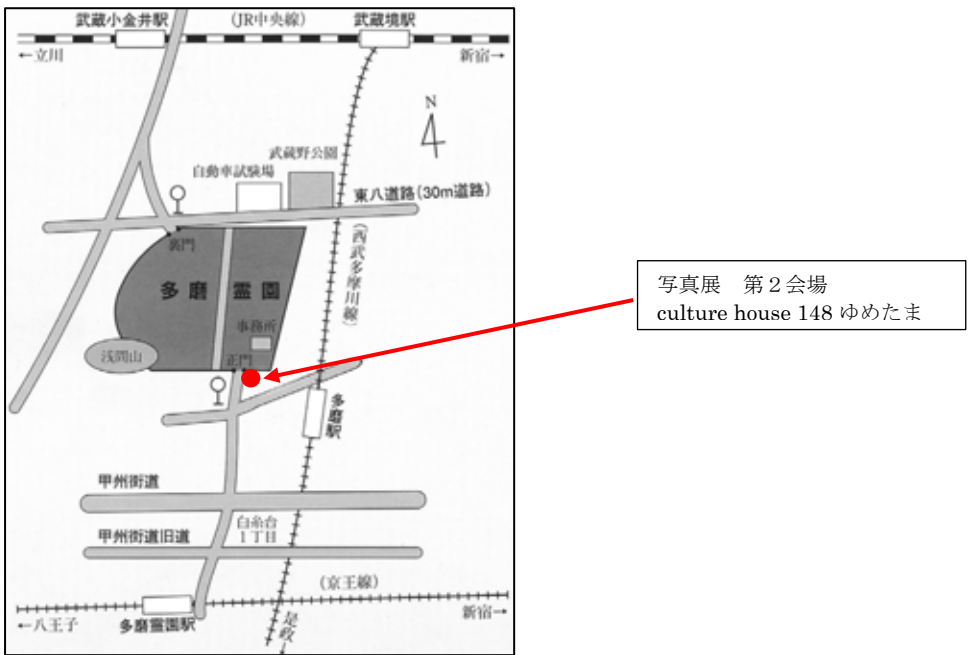 武蔵小金井駅
(JR中央線)
武蔵境駅
←立川
新宿→
N
武蔵野公園
自動車試験場
東八道路(30m道路)
裏門
(西武多摩川線)
多磨霊園
事務所
浅間山
正門
多磨駅
写真展　第２会場
culture house 148 ゆめたま
甲州街道
白糸台
1丁目
甲州街道旧道
(京王線)
←八王子
多磨霊園駅
新宿→
是政→